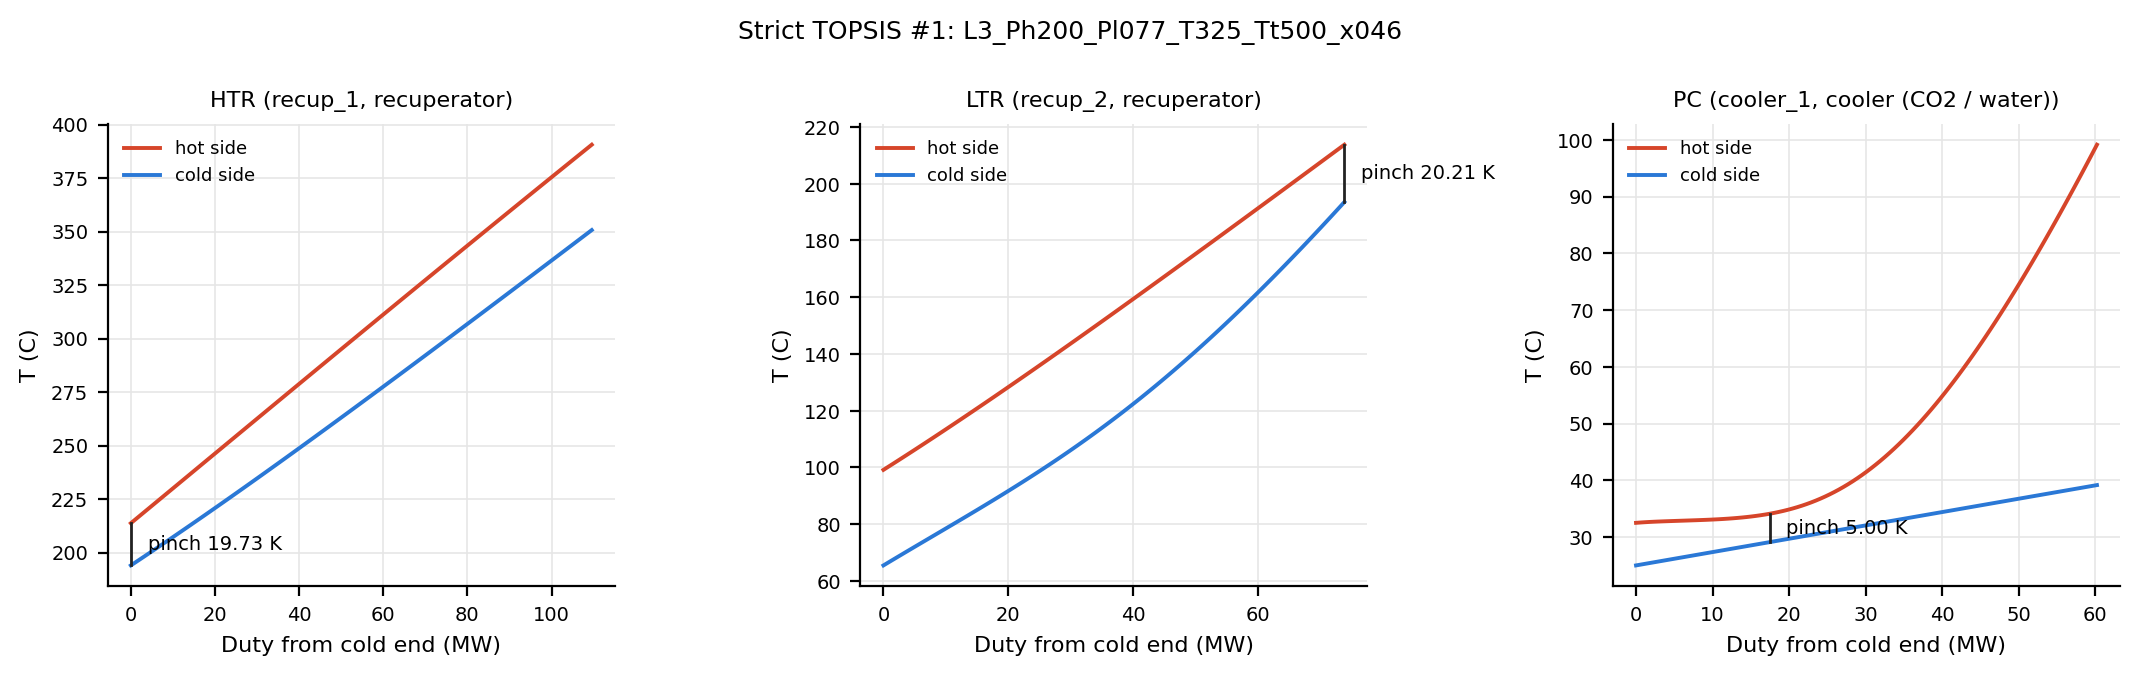 Strict TOPSIS #1: L3_Ph200_Pl077_T325_Tt500_x046
HTR (recup_1, recuperator)
400
375
350
325
300
275
250
225
200
T (C)
hot side
cold side
pinch 19.73 K
0 20 40 60 80 100
Duty from cold end (MW)
LTR (recup_2, recuperator)
220
200
180
160
140
120
100
80
60
T (C)
hot side
cold side
pinch 20.21 K
0 20 40 60
Duty from cold end (MW)
PC (cooler_1, cooler (CO2 / water))
100
90
80
70
60
50
40
30
T (C)
hot side
cold side
pinch 5.00 K
0 10 20 30 40 50 60
Duty from cold end (MW)